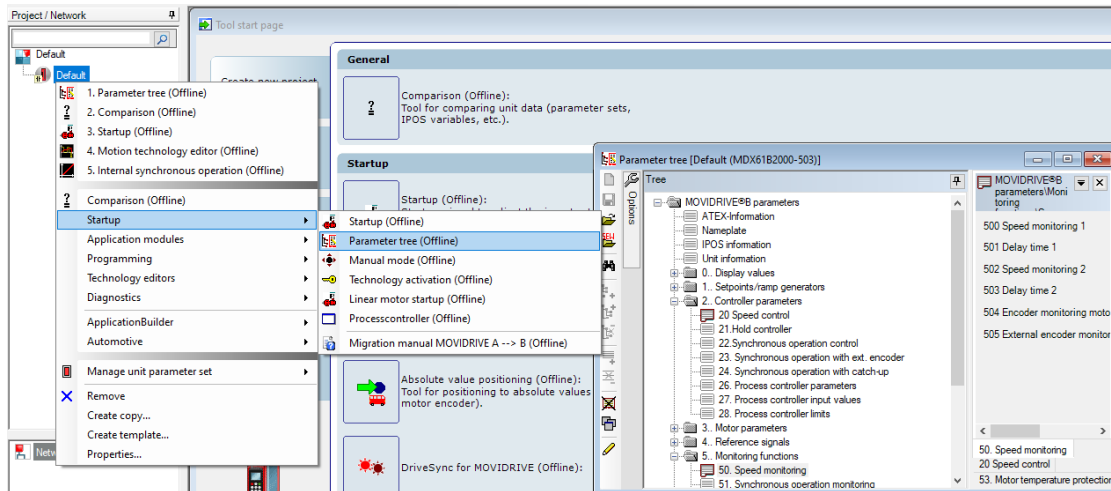 Project / Network
Default
Default
1. Parameter tree (Offline)
2. Comparison (Offline)
3. Startup (Offline)
4. Motion technology editor (Offline)
5. Internal synchronous operation (Offline)
Comparison (Offline)
Startup
Application modules
Programming
Technology editors
Diagnostics
ApplicationBuilder
Automotive
Manage unit parameter set
Remove
Create copy...
Create template...
Properties...
Netw
Startup (Offline)
Parameter tree (Offline)
Manual mode (Offline)
Technology activation (Offline)
Linear motor startup (Offline)
Processcontroller (Offline)
Migration manual MOVIDRIVE A --> B (Offline)
Tool start page
Create new project
General
Comparison (Offline):
Tool for comparing unit data (parameter sets,
IPOS variables, etc.).
Startup
Startup (Offline):
Absolute value positioning (Offline):
Tool for positioning to absolute values
motor encoder).
DriveSync for MOVIDRIVE (Offline):
Parameter tree [Default (MDX61B2000-503)]
Options
Tree
MOVIDRIVE®B parameters
ATEX-Information
Nameplate
IPOS information
Unit information
0.. Display values
1.. Setpoints/ramp generators
2.. Controller parameters
20 Speed control
21.Hold controller
22.Synchronous operation control
23. Synchronous operation with ext. encoder
24. Synchronous operation with catch-up
26. Process controller parameters
27. Process controller input values
28. Process controller limits
3.. Motor parameters
4.. Reference signals
5.. Monitoring functions
50. Speed monitoring
51. Synchronous operation monitoring
MOVIDRIVE®B
parameters\Moni
toring
500 Speed monitoring 1
501 Delay time 1
502 Speed monitoring 2
503 Delay time 2
504 Encoder monitoring moto
505 External encoder monitor
50. Speed monitoring
20 Speed control
53. Motor temperature protection